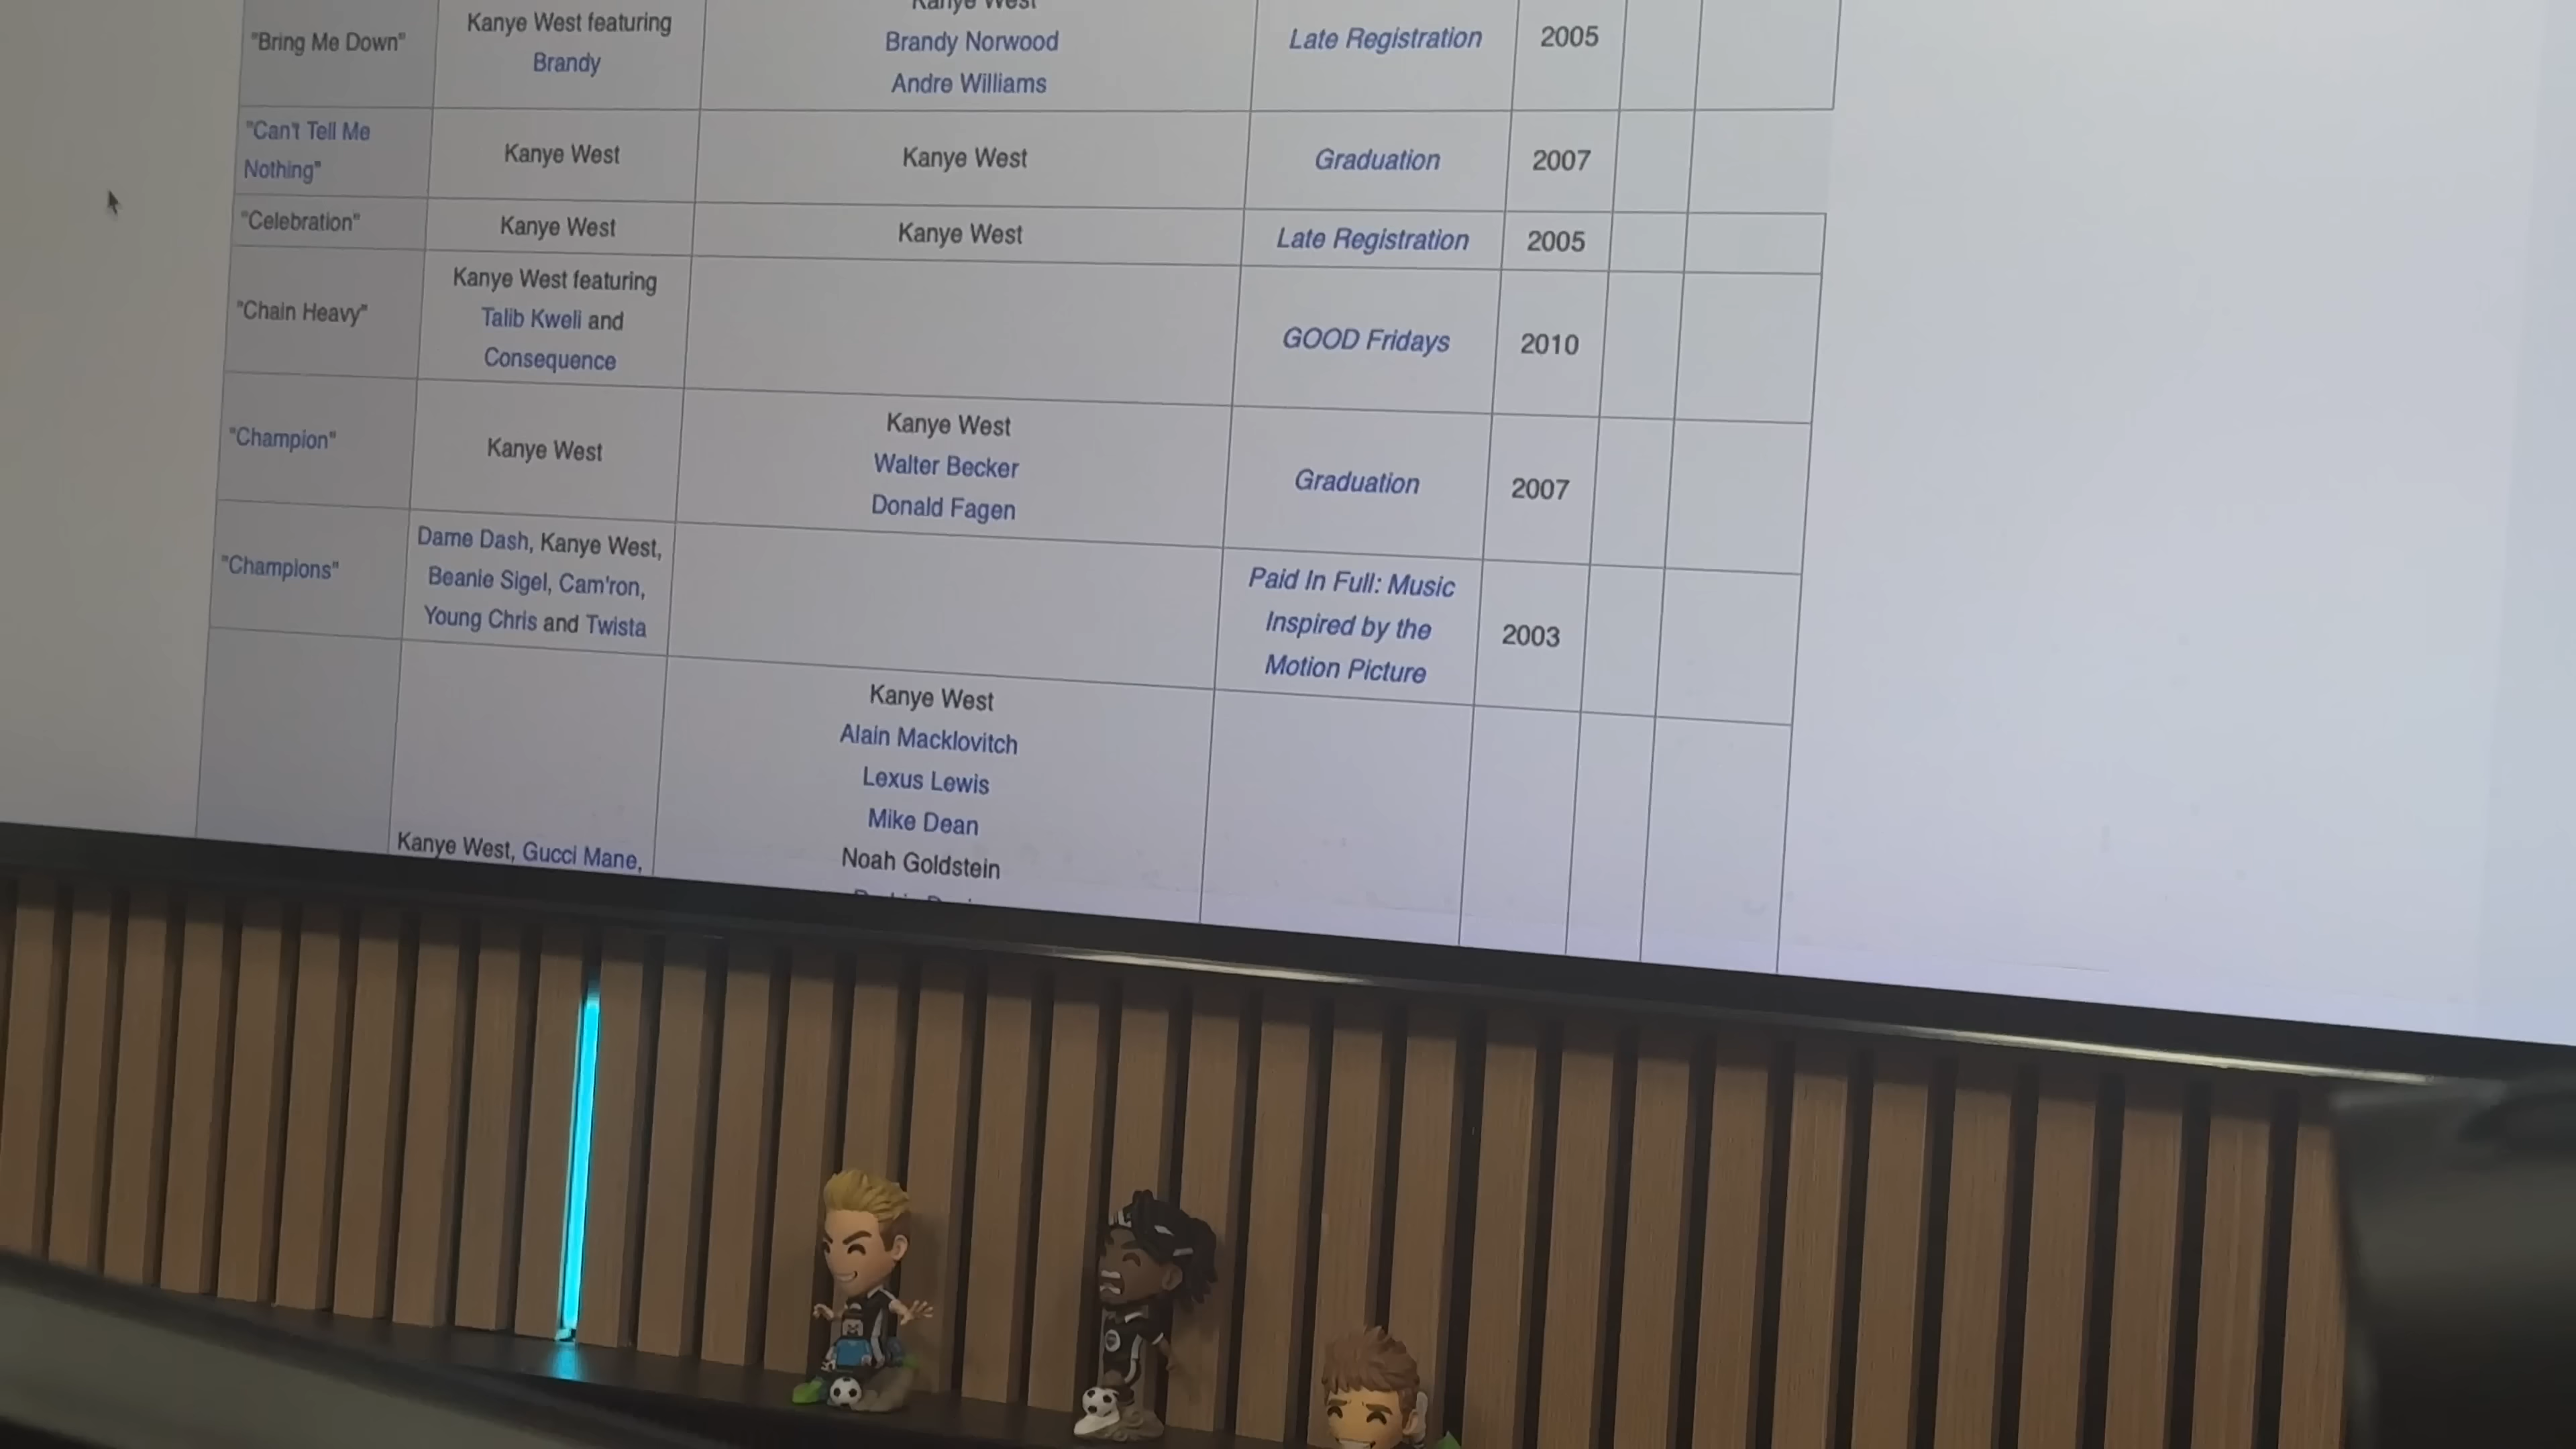 Kanye West
"Bring Me Down"
Kanye West featuring
Brandy
Brandy Norwood
Andre Williams
Late Registration
2005
"Can't Tell Me
Nothing"
Kanye West
Kanye West
Graduation
2007
"Celebration"
Kanye West
Kanye West
Late Registration
2005
"Chain Heavy"
Kanye West featuring
Talib Kweli and
Consequence
GOOD Fridays
2010
"Champion"
Kanye West
Kanye West
Walter Becker
Donald Fagen
Graduation
2007
"Champions"
Dame Dash, Kanye West,
Beanie Sigel, Cam'ron,
Young Chris and Twista
Paid In Full: Music
Inspired by the
Motion Picture
2003
Kanye West, Gucci Mane,
Kanye West
Alain Macklovitch
Lexus Lewis
Mike Dean
Noah Goldstein